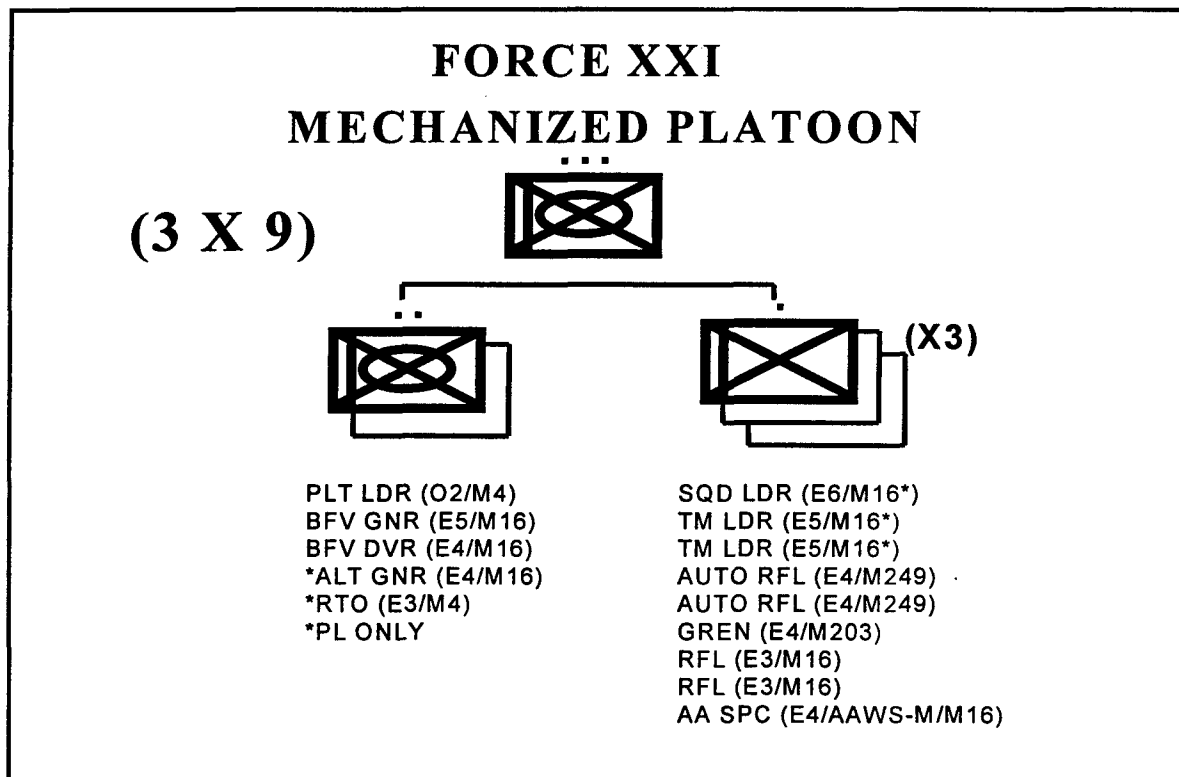 FORCE XXI
MECHANIZED PLATOON
(3 X 9)
(X3)
PLT LDR (O2/M4)
BFV GNR (E5/M16)
BFV DVR (E4/M16)
*ALT GNR (E4/M16)
*RTO (E3/M4)
*PL ONLY
SQD LDR (E6/M16*)
TM LDR (E5/M16*)
TM LDR (E5/M16*)
AUTO RFL (E4/M249)
AUTO RFL (E4/M249)
GREN (E4/M203)
RFL (E3/M16)
RFL (E3/M16)
AA SPC (E4/AAWS-M/M16)